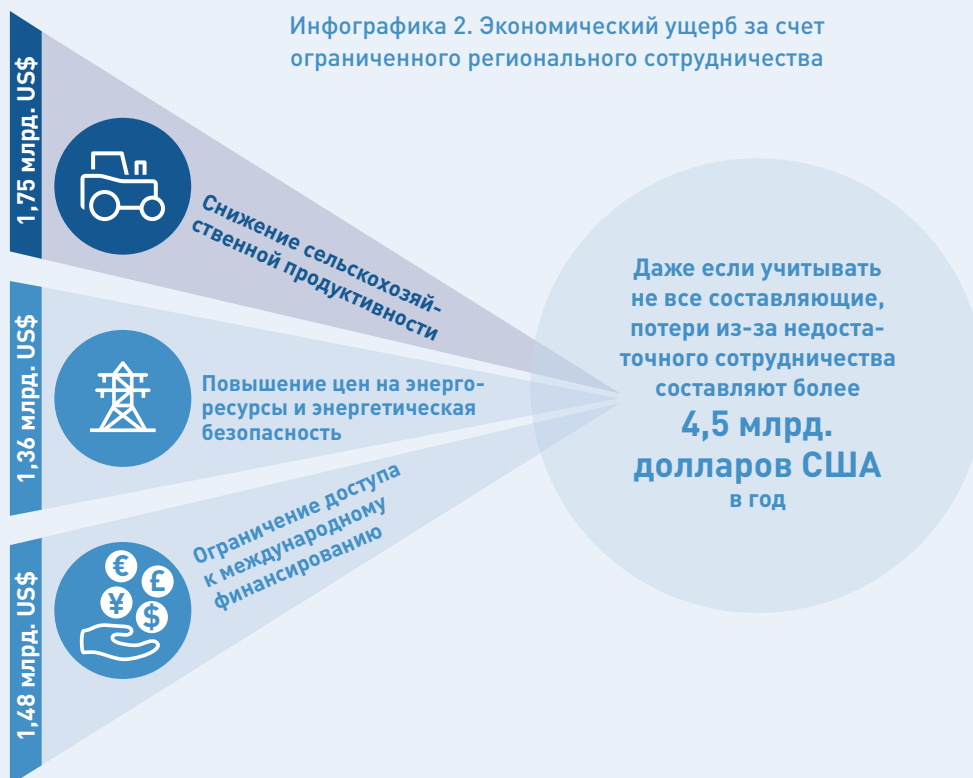 Инфографика 2. Экономический ущерб за счет
ограниченного регионального сотрудничества
1,75 млрд. US$
Снижение сельскохозяй-
ственной продуктивности
1,36 млрд. US$
Повышение цен на энерго-
ресурсы и энергетическая
безопасность
1,48 млрд. US$
€
£
¥
$
Ограничение доступа
к международному
финансированию
Даже если учитывать
не все составляющие,
потери из-за недоста-
точного сотрудничества
составляют более
4,5 млрд.
долларов США
в год